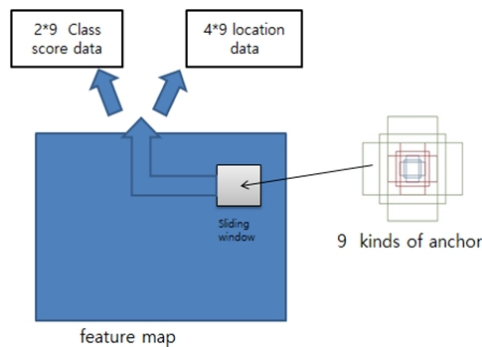 2*9 Class
score data
4*9 location
data
Sliding
window
9 kinds of anchor
feature map